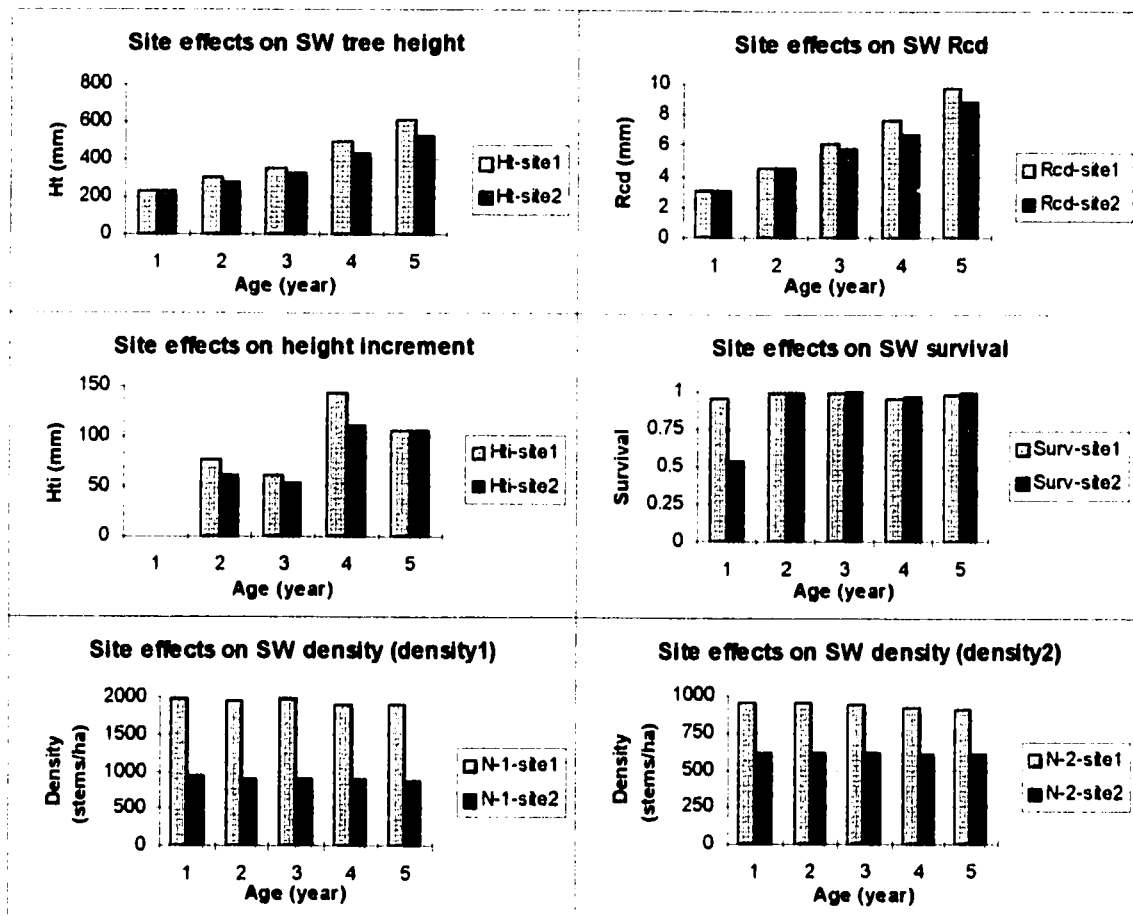 Site effects on SW tree height
800
600
400
200
0
Ht (mm)
1 2 3 4 5
Age (year)
Ht-site1
Ht-site2
Site effects on SW Rcd
10
8
6
4
2
0
Rcd (mm)
1 2 3 4 5
Age (year)
Rcd-site1
Rcd-site2
Site effects on height increment
150
100
50
0
Hti (mm)
1 2 3 4 5
Age (year)
Hti-site1
Hti-site2
Site effects on SW survival
1
0.75
0.5
0.25
0
Survival
1 2 3 4 5
Age (year)
Surv-site1
Surv-site2
Site effects on SW density (density1)
2000
1500
1000
500
0
Density
(stems/ha)
1 2 3 4 5
Age (year)
N-1-site1
N-1-site2
Site effects on SW density (density2)
1000
750
500
250
0
Density
(stems/ha)
1 2 3 4 5
Age (year)
N-2-site1
N-2-site2